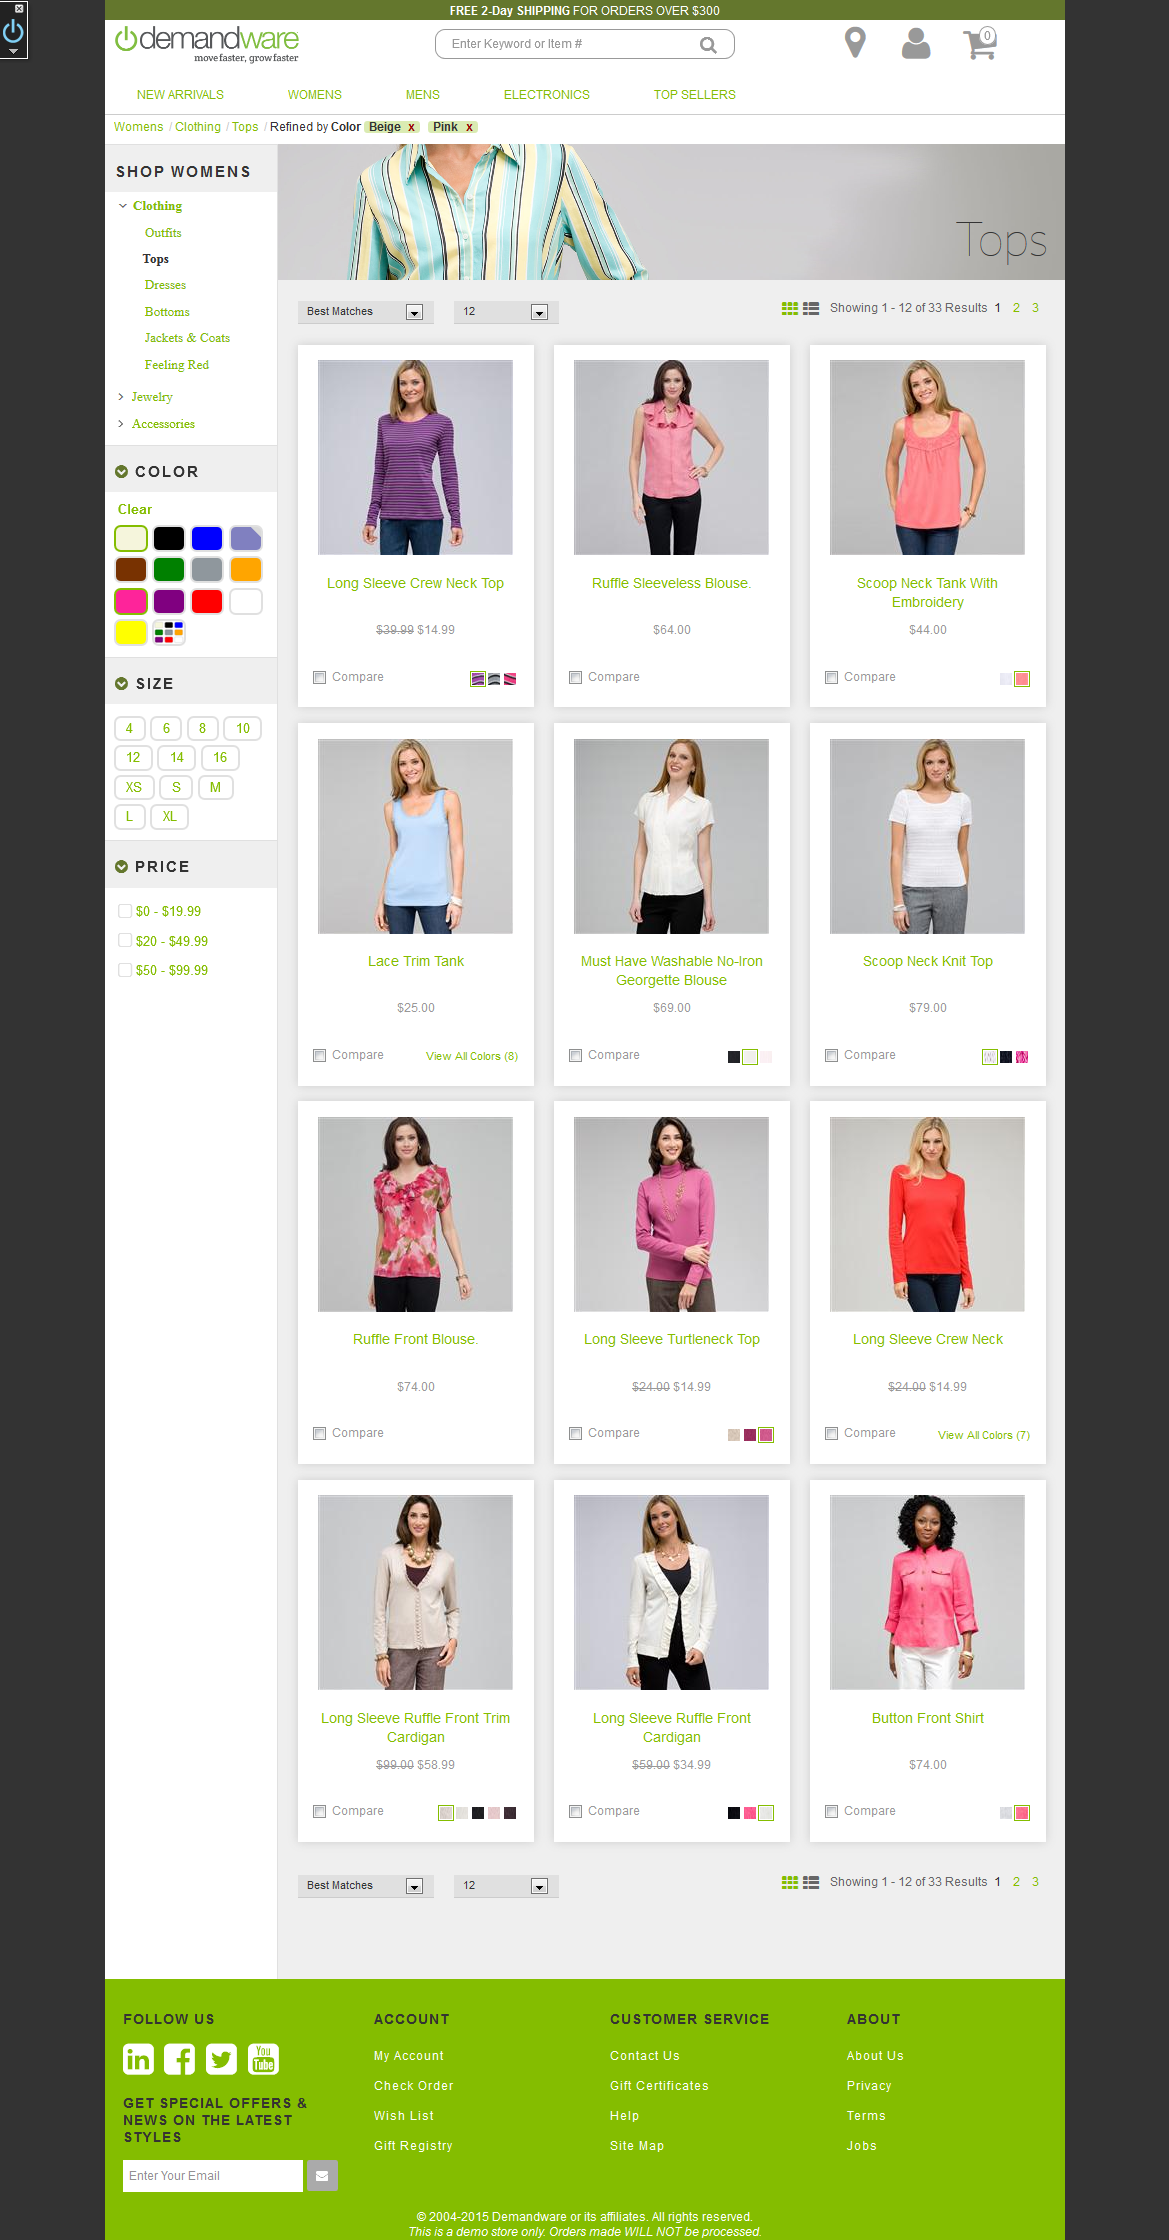 FREE 2-Day SHIPPING FOR ORDERS OVER $300
demandware
move faster, grow faster
Enter Keyword or Item #
0
NEW ARRIVALS WOMENS MENS ELECTRONICS TOP SELLERS
Womens / Clothing / Tops / Refined by Color Beige x Pink x
SHOP WOMENS
Clothing
Outfits
Tops
Dresses
Bottoms
Jackets & Coats
Feeling Red
Jewelry
Accessories
COLOR
Clear
SIZE
4 6 8 10
12 14 16
XS S M
L XL
PRICE
$0 - $19.99
$20 - $49.99
$50 - $99.99
Tops
Best Matches 12 Showing 1 - 12 of 33 Results 1 2 3
Long Sleeve Crew Neck Top
$39.99 $14.99
Compare
Ruffle Sleeveless Blouse.
$64.00
Compare
Scoop Neck Tank With
Embroidery
$44.00
Compare
Lace Trim Tank
$25.00
Compare View All Colors (8)
Must Have Washable No-Iron
Georgette Blouse
$69.00
Compare
Scoop Neck Knit Top
$79.00
Compare
Ruffle Front Blouse.
$74.00
Compare
Long Sleeve Turtleneck Top
$24.00 $14.99
Compare
Long Sleeve Crew Neck
$24.00 $14.99
Compare View All Colors (7)
Long Sleeve Ruffle Front Trim
Cardigan
$99.00 $58.99
Compare
Long Sleeve Ruffle Front
Cardigan
$59.00 $34.99
Compare
Button Front Shirt
$74.00
Compare
Best Matches 12 Showing 1 - 12 of 33 Results 1 2 3
FOLLOW US
in f You Tube
GET SPECIAL OFFERS &
NEWS ON THE LATEST
STYLES
Enter Your Email
ACCOUNT
My Account
Check Order
Wish List
Gift Registry
CUSTOMER SERVICE
Contact Us
Gift Certificates
Help
Site Map
ABOUT
About Us
Privacy
Terms
Jobs
© 2004-2015 Demandware or its affiliates. All rights reserved.
This is a demo store only. Orders made WILL NOT be processed.